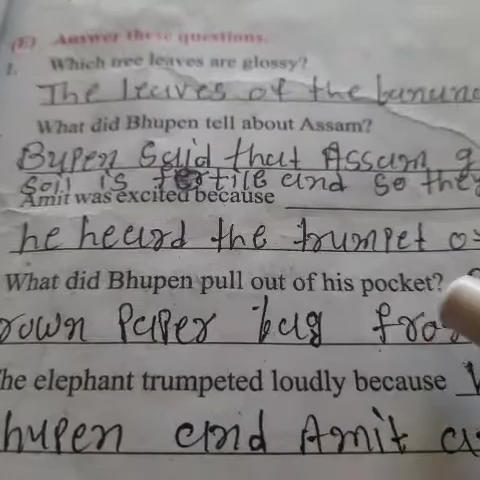 (E) Answer these questions.
1. Which tree leaves are glossy?
The leaves of the banana
What did Bhupen tell about Assam?
Bupen Said that Assam
soil is fertile and so they
Amit was excited because
he heard the trumpet
What did Bhupen pull out of his pocket?
rown Paper bag
he elephant trumpeted loudly because
hupen and Amit